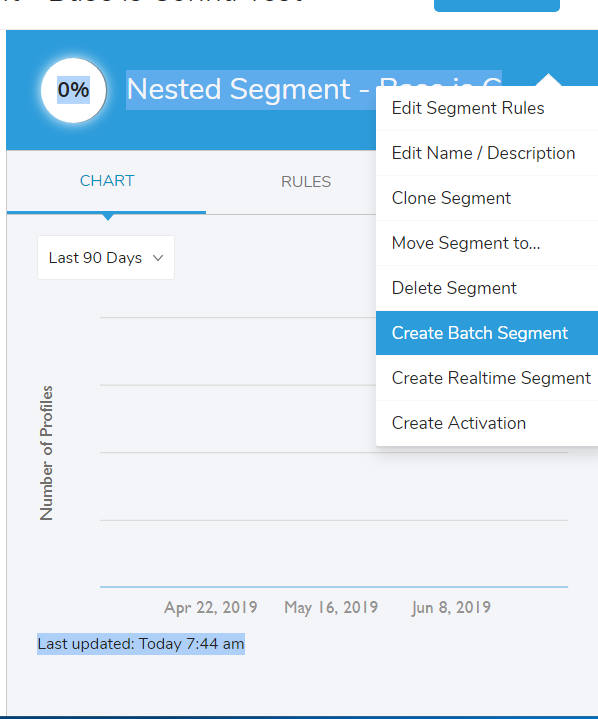 0%
Nested Segment -
Edit Segment Rules
Edit Name / Description
Clone Segment
Move Segment to...
Delete Segment
Create Batch Segment
Create Realtime Segment
Create Activation
CHART
RULES
Last 90 Days
Number of Profiles
Apr 22, 2019 May 16, 2019 Jun 8, 2019
Last updated: Today 7:44 am